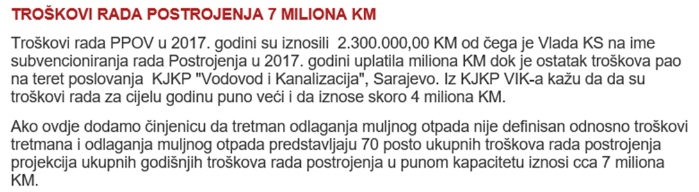 TROŠKOVI RADA POSTROJENJA 7 MILIONA KM
Troškovi rada PPOV u 2017. godini su iznosili  2.300.000,00 KM od čega je Vlada KS na ime
subvencioniranja rada Postrojenja u 2017. godini uplatila miliona KM dok je ostatak troškova pao
na teret poslovanja  KJKP "Vodovod i Kanalizacija", Sarajevo. Iz KJKP VIK-a kažu da da su
troškovi rada za cijelu godinu puno veći i da iznose skoro 4 miliona KM.
Ako ovdje dodamo činjenicu da tretman odlaganja muljnog otpada nije definisan odnosno troškovi
tretmana i odlaganja muljnog otpada predstavljaju 70 posto ukupnih troškova rada postrojenja
projekcija ukupnih godišnjih troškova rada postrojenja u punom kapacitetu iznosi cca 7 miliona
KM.